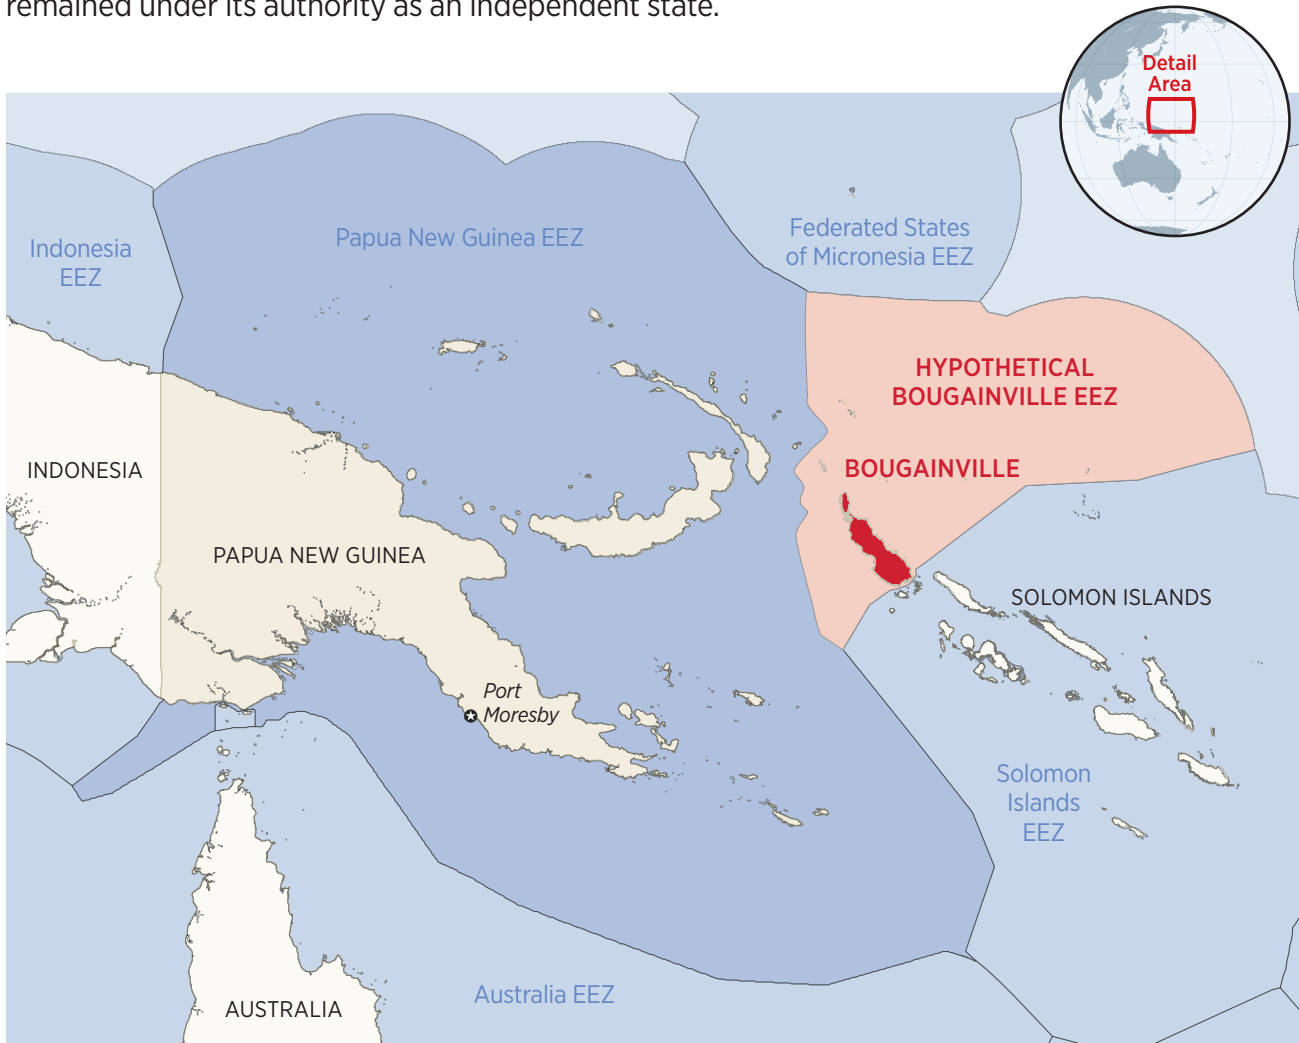 remained under its authority as an independent state.
Detail
Area
Indonesia
EEZ
Papua New Guinea EEZ
Federated States
of Micronesia EEZ
HYPOTHETICAL
BOUGAINVILLE EEZ
INDONESIA
BOUGAINVILLE
PAPUA NEW GUINEA
SOLOMON ISLANDS
Port
Moresby
Solomon
Islands
EEZ
Australia EEZ
AUSTRALIA